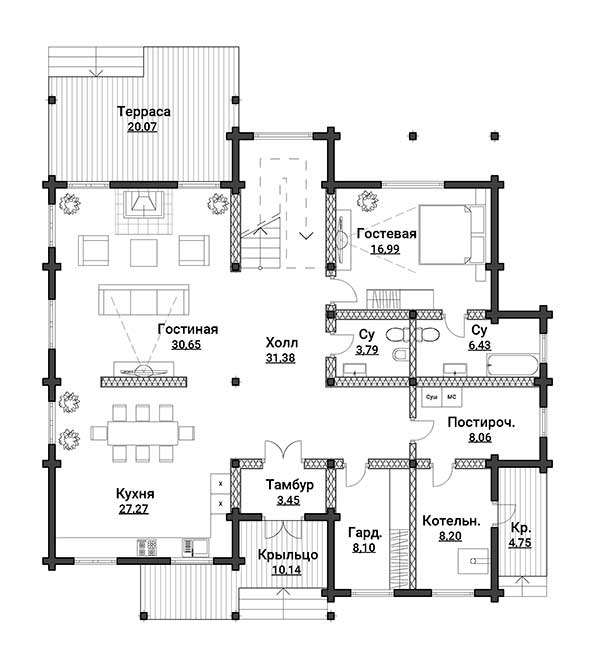 Терраса
20.07
Гостевая
16.99
Гостиная
30.65
Холл
31.38
Су
3.79
Су
6.43
Суш
МС
Постироч.
8.06
Кухня
27.27
Х
Х
Тамбур
3.45
Крыльцо
10.14
Гард.
8.10
Котельн.
8.20
Кр.
4.75